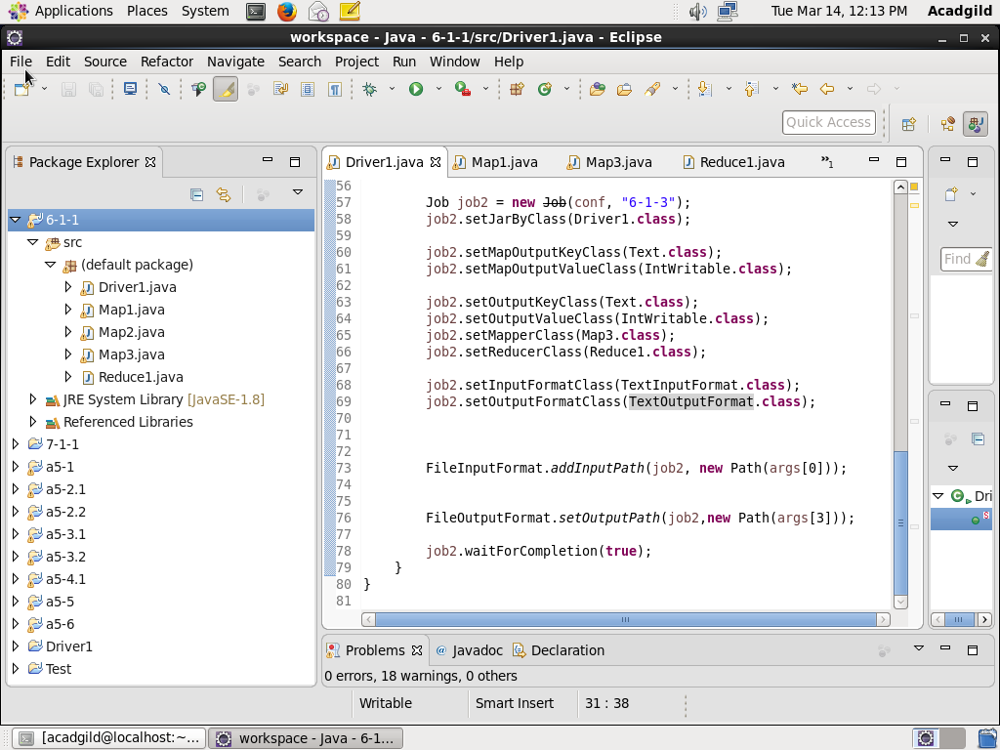 Applications Places System Tue Mar 14, 12:13 PM Acadgild
workspace - Java - 6-1-1/src/Driver1.java - Eclipse
File Edit Source Refactor Navigate Search Project Run Window Help
Quick Access
Package Explorer
6-1-1
src
(default package)
Driver1.java
Map1.java
Map2.java
Map3.java
Reduce1.java
JRE System Library [JavaSE-1.8]
Referenced Libraries
7-1-1
a5-1
a5-2.1
a5-2.2
a5-3.1
a5-3.2
a5-4.1
a5-5
a5-6
Driver1
Test
Driver1.java Map1.java Map3.java Reduce1.java »1
56
57 Job job2 = new Job(conf, "6-1-3");
58 job2.setJarByClass(Driver1.class);
59
60 job2.setMapOutputKeyClass(Text.class);
61 job2.setMapOutputValueClass(IntWritable.class);
62
63 job2.setOutputKeyClass(Text.class);
64 job2.setOutputValueClass(IntWritable.class);
65 job2.setMapperClass(Map3.class);
66 job2.setReducerClass(Reduce1.class);
67
68 job2.setInputFormatClass(TextInputFormat.class);
69 job2.setOutputFormatClass(TextOutputFormat.class);
70
71
72
73 FileInputFormat.addInputPath(job2, new Path(args[0]));
74
75
76 FileOutputFormat.setOutputPath(job2,new Path(args[3]));
77
78 job2.waitForCompletion(true);
79 }
80 }
81
Find
Dri
S
Problems @ Javadoc Declaration
0 errors, 18 warnings, 0 others
Writable Smart Insert 31 : 38
[acadgild@localhost:~... workspace - Java - 6-1...